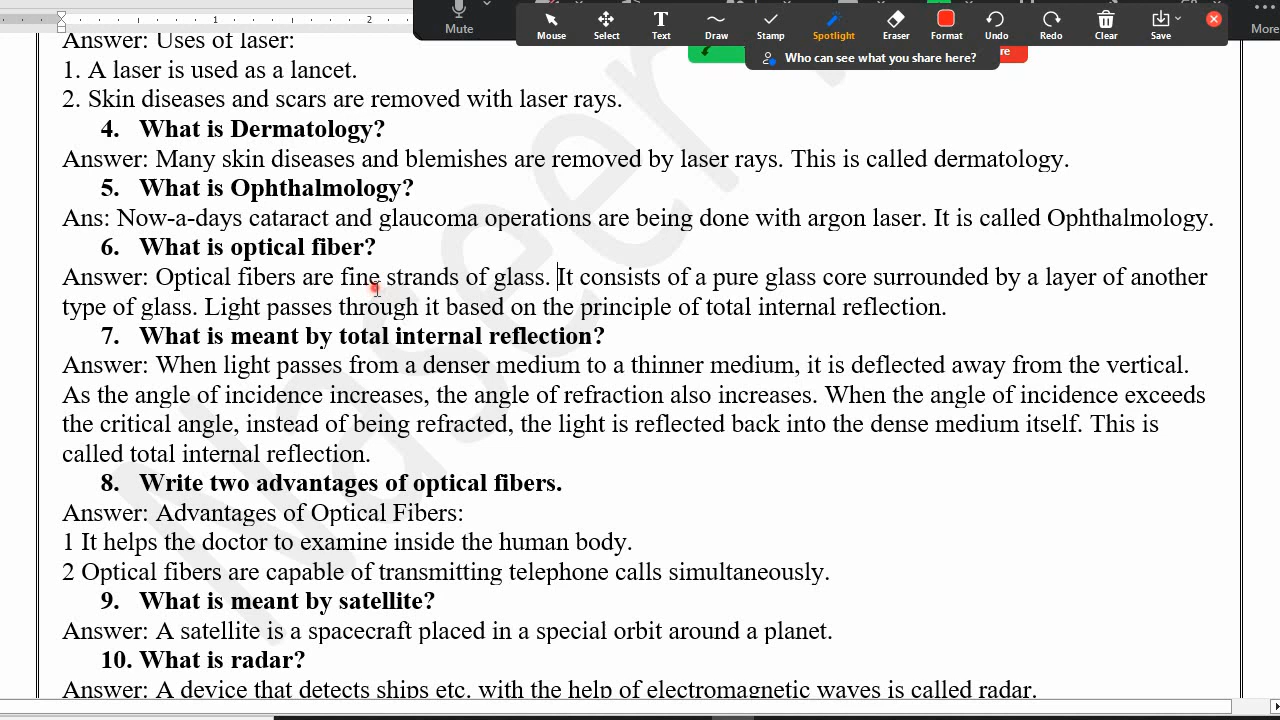 1 2
Mute Mouse Select Text Draw Stamp Spotlight Eraser Format Undo Redo Clear Save More
Who can see what you share here? re
Answer: Uses of laser:
1. A laser is used as a lancet.
2. Skin diseases and scars are removed with laser rays.
4. What is Dermatology?
Answer: Many skin diseases and blemishes are removed by laser rays. This is called dermatology.
5. What is Ophthalmology?
Ans: Now-a-days cataract and glaucoma operations are being done with argon laser. It is called Ophthalmology.
6. What is optical fiber?
Answer: Optical fibers are fine strands of glass. It consists of a pure glass core surrounded by a layer of another
type of glass. Light passes through it based on the principle of total internal reflection.
7. What is meant by total internal reflection?
Answer: When light passes from a denser medium to a thinner medium, it is deflected away from the vertical.
As the angle of incidence increases, the angle of refraction also increases. When the angle of incidence exceeds
the critical angle, instead of being refracted, the light is reflected back into the dense medium itself. This is
called total internal reflection.
8. Write two advantages of optical fibers.
Answer: Advantages of Optical Fibers:
1 It helps the doctor to examine inside the human body.
2 Optical fibers are capable of transmitting telephone calls simultaneously.
9. What is meant by satellite?
Answer: A satellite is a spacecraft placed in a special orbit around a planet.
10. What is radar?
Answer: A device that detects ships etc. with the help of electromagnetic waves is called radar.
Naseer